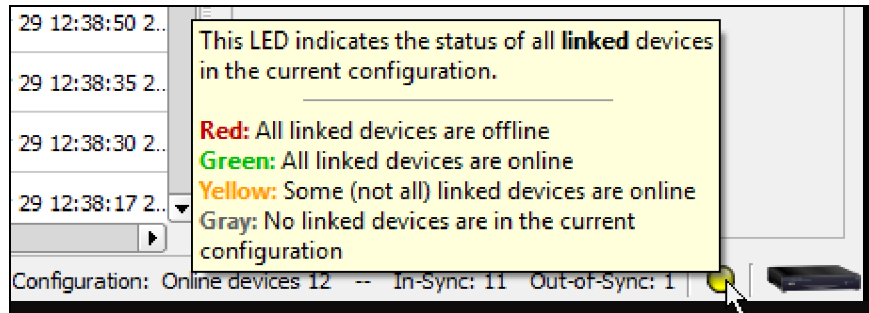 29 12:38:50 2..
29 12:38:35 2..
29 12:38:30 2..
29 12:38:17 2..
This LED indicates the status of all linked devices
in the current configuration.
Red: All linked devices are offline
Green: All linked devices are online
Yellow: Some (not all) linked devices are online
Gray: No linked devices are in the current
configuration
Configuration: Online devices 12 -- In-Sync: 11 Out-of-Sync: 1